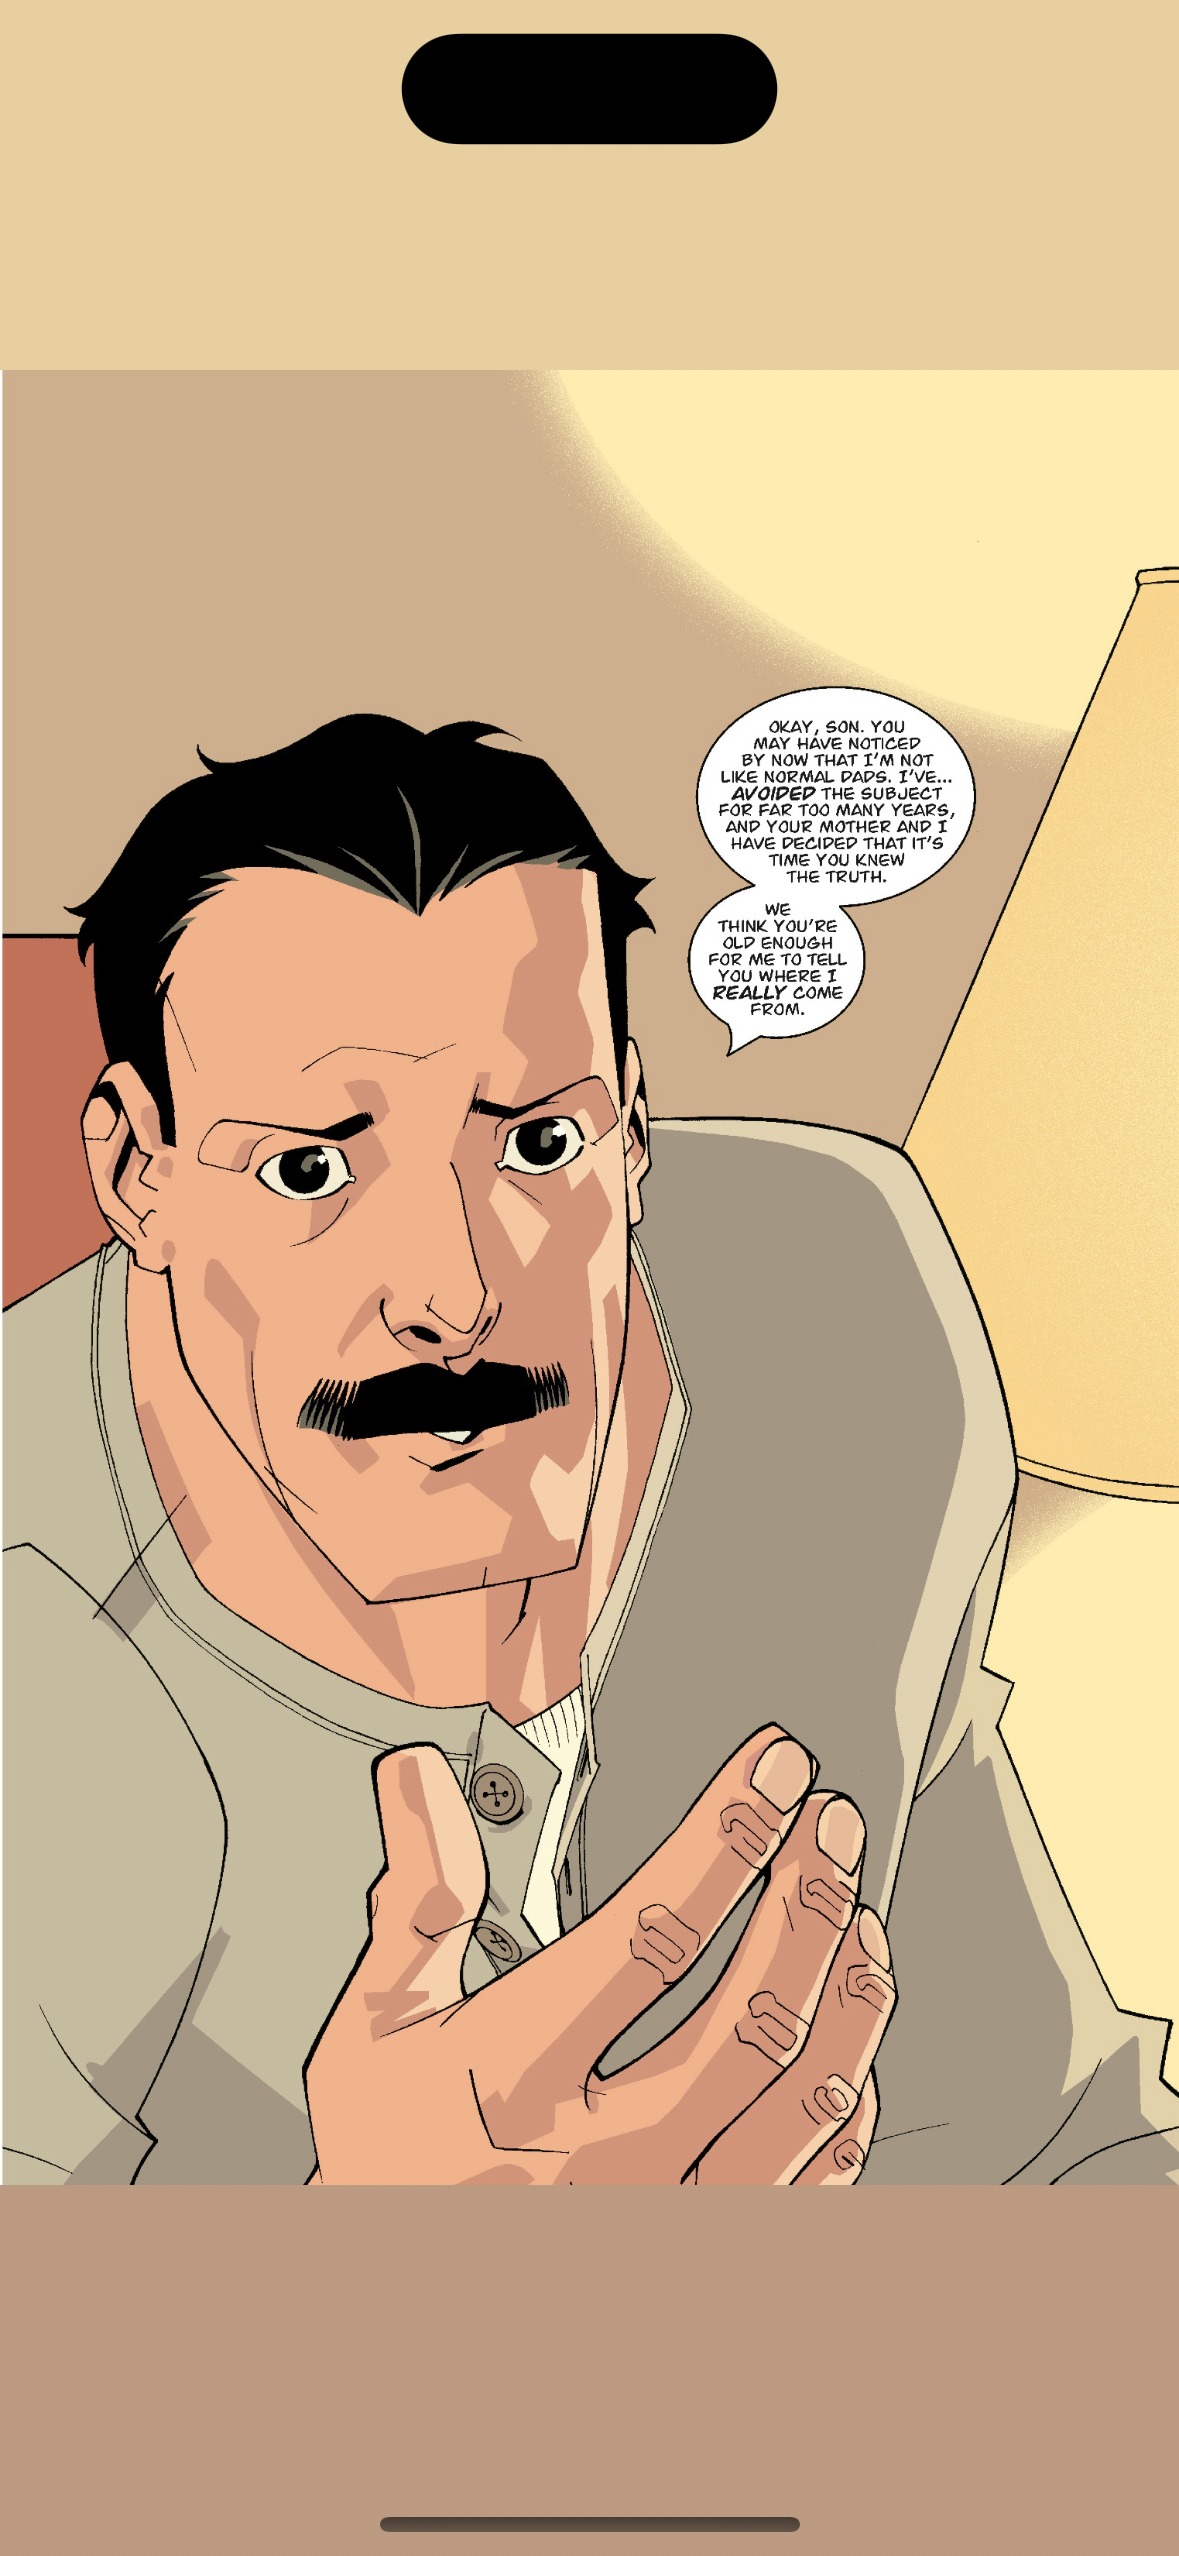 OKAY, SON. YOU
MAY HAVE NOTICED
BY NOW THAT I'M NOT
LIKE NORMAL DADS. I'VE...
AVOIDED THE SUBJECT
FOR FAR TOO MANY YEARS,
AND YOUR MOTHER AND I
HAVE DECIDED THAT IT'S
TIME YOU KNEW
THE TRUTH.
WE
THINK YOU'RE
OLD ENOUGH
FOR ME TO TELL
YOU WHERE I
REALLY COME
FROM.